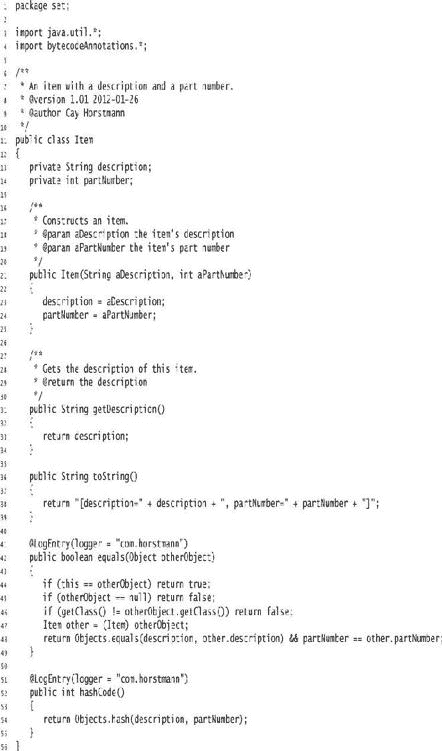 1 package set;
2
3 import java.util.*;
4 import bytecodeAnnotations.*;
5
6 /**
7  * An item with a description and a part number.
8  * @version 1.01 2012-01-26
9  * @author Cay Horstmann
10  */
11 public class Item
12 {
13    private String description;
14    private int partNumber;
15
16    /**
17     * Constructs an item.
18     * @param aDescription the item's description
19     * @param aPartNumber the item's part number
20     */
21    public Item(String aDescription, int aPartNumber)
22    {
23       description = aDescription;
24       partNumber = aPartNumber;
25    }
26
27    /**
28     * Gets the description of this item.
29     * @return the description
30     */
31    public String getDescription()
32    {
33       return description;
34    }
35
36    public String toString()
37    {
38       return "[description=" + description + ", partNumber=" + partNumber + "]";
39    }
40
41    @LogEntry(logger = "com.horstmann")
42    public boolean equals(Object otherObject)
43    {
44       if (this == otherObject) return true;
45       if (otherObject == null) return false;
46       if (getClass() != otherObject.getClass()) return false;
47       Item other = (Item) otherObject;
48       return Objects.equals(description, other.description) && partNumber == other.partNumber;
49    }
50
51    @LogEntry(logger = "com.horstmann")
52    public int hashCode()
53    {
54       return Objects.hash(description, partNumber);
55    }
56 }